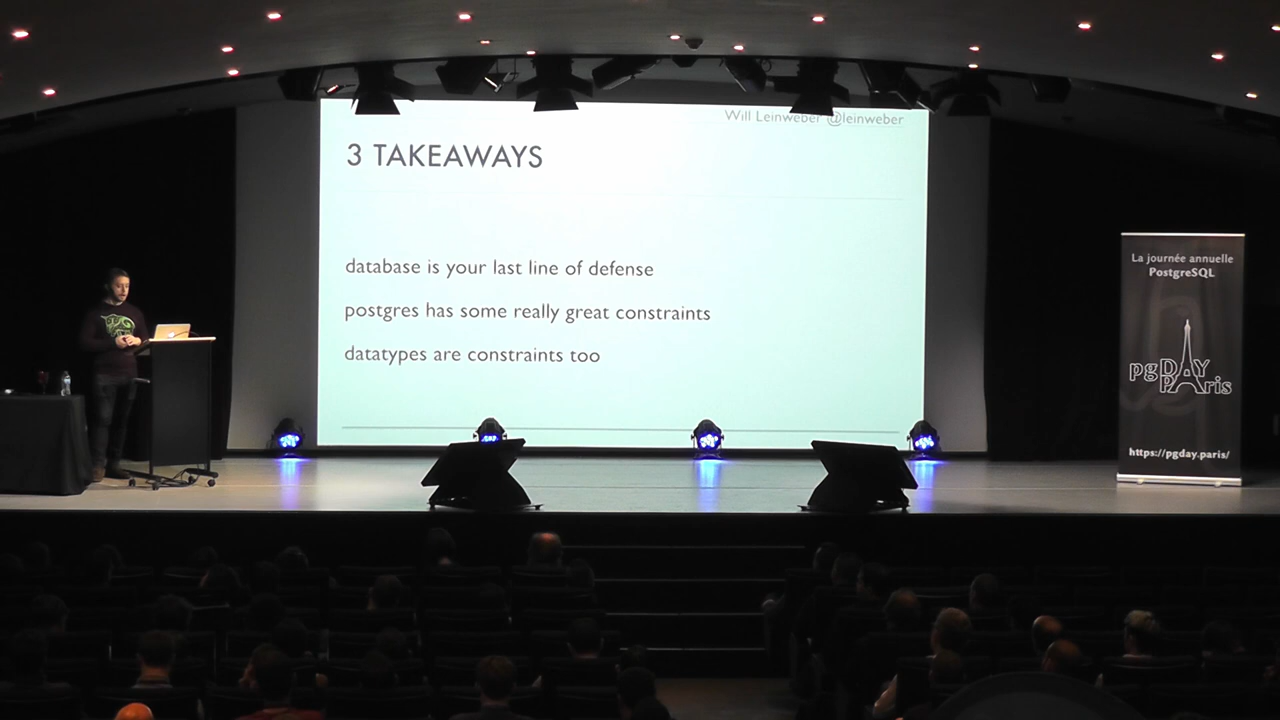 Will Leinweber @leinweber
3 TAKEAWAYS
database is your last line of defense
postgres has some really great constraints
datatypes are constraints too
La journée annuelle
PostgreSQL
pgDAY
PAris
https://pgday.paris/